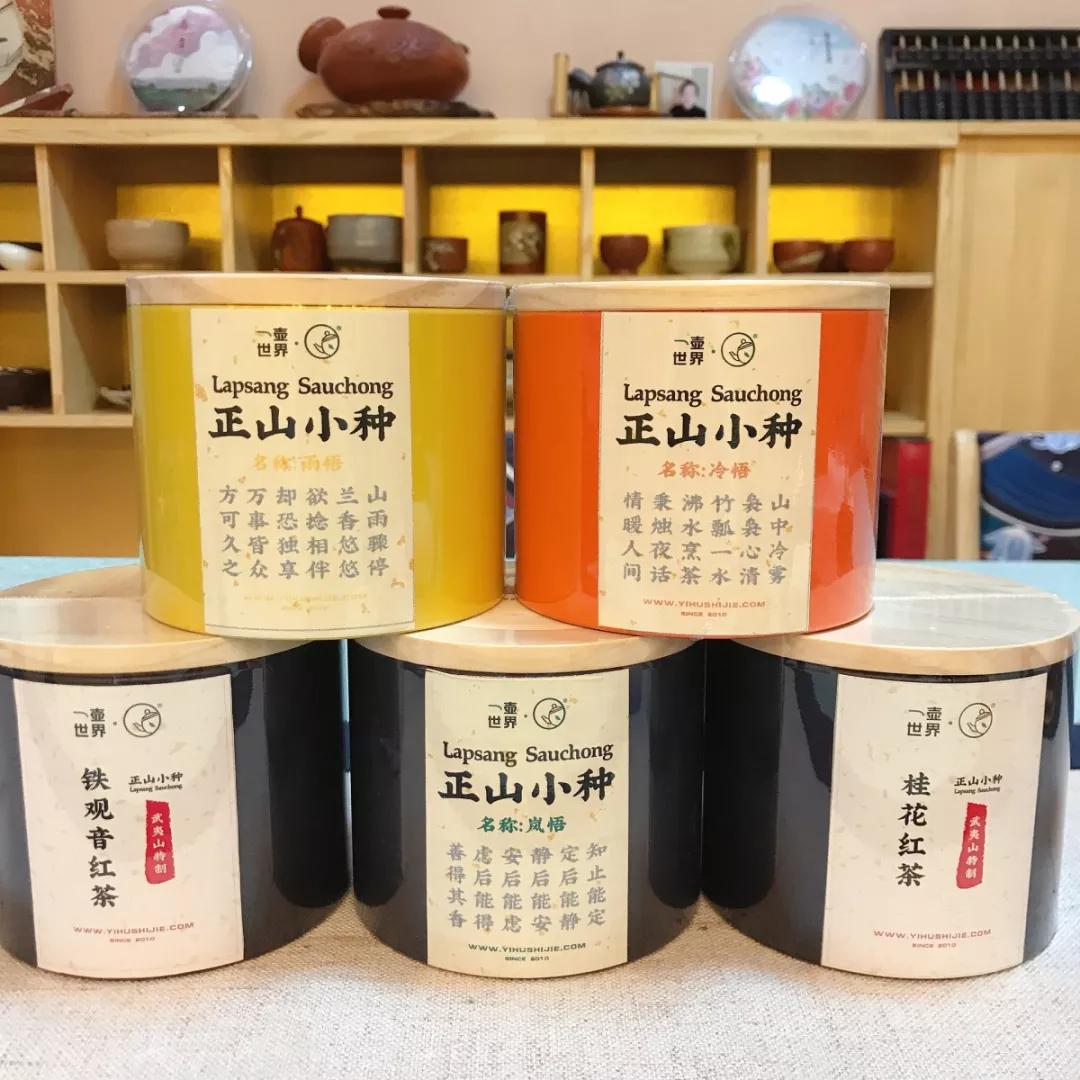 一壶
世界
Lapsang Sauchong
正山小种
名称:雨悟
山雨骤停
兰香悠悠
欲捻相伴
却恐独享
万事皆众
方可久之
一壶
世界
Lapsang Sauchong
正山小种
名称:冷悟
山中冷雾
袅袅心清
竹瓢一水
沸水烹茶
秉烛夜话
情暖人间
WWW.YIHUSHIJIE.COM
SINCE 2010
一壶
世界
铁观音红茶
正山小种
Lapsang Sauchong
武夷山特制
WWW.YIHUSHIJIE.COM
SINCE 2010
一壶
世界
Lapsang Sauchong
正山小种
名称:岚悟
知止能定
定后能静
静后能安
安后能虑
虑后能得
善得其香
WWW.YIHUSHIJIE.COM
SINCE 2010
一壶
世界
桂花红茶
正山小种
Lapsang Sauchong
武夷山特制
WWW.YIHUSHIJIE.COM
SINCE 2010